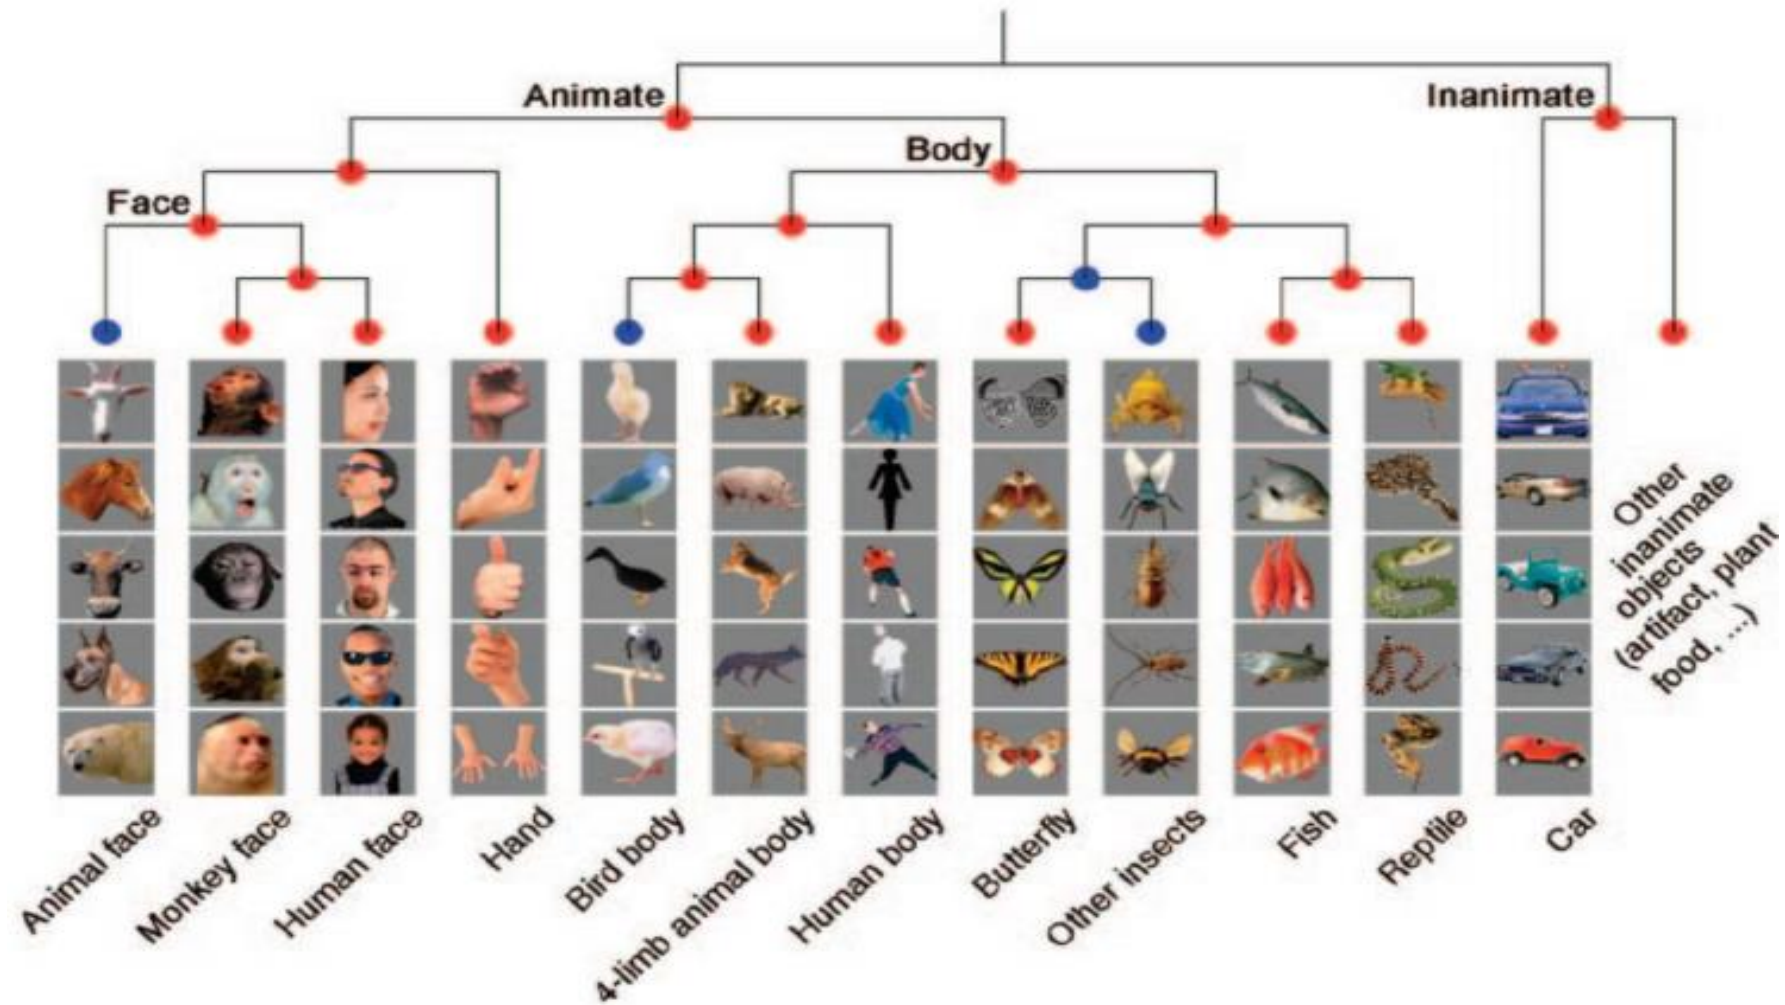 Animate
Inanimate
Body
Face
Animal face
Monkey face
Human face
Hand
Bird body
4-limb animal body
Human body
Butterfly
Other insects
Fish
Reptile
Car
Other
inanimate
objects
(artifact, plant
food, ...)